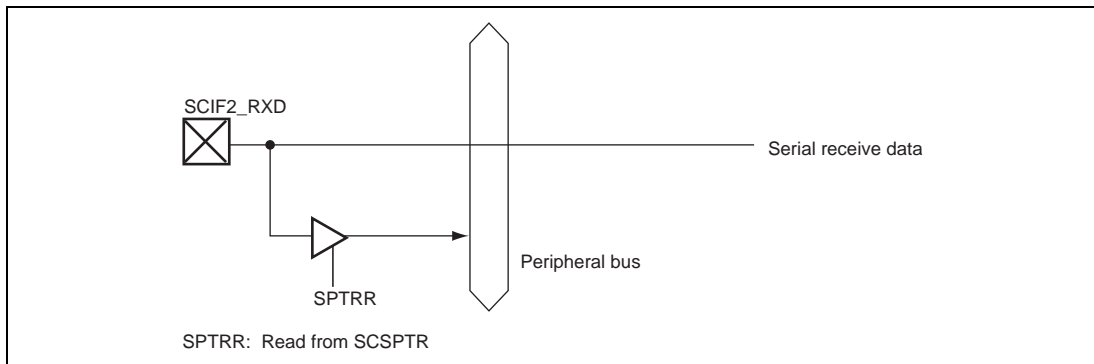 SCIF2_RXD
Serial receive data
Peripheral bus
SPTRR
SPTRR: Read from SCSPTR